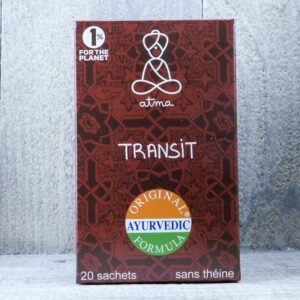 1%
FOR THE
PLANET
atma
TRANSiT
ORIGINAL®
AYURVEDIC
FORMULA
20 sachets
sans théine